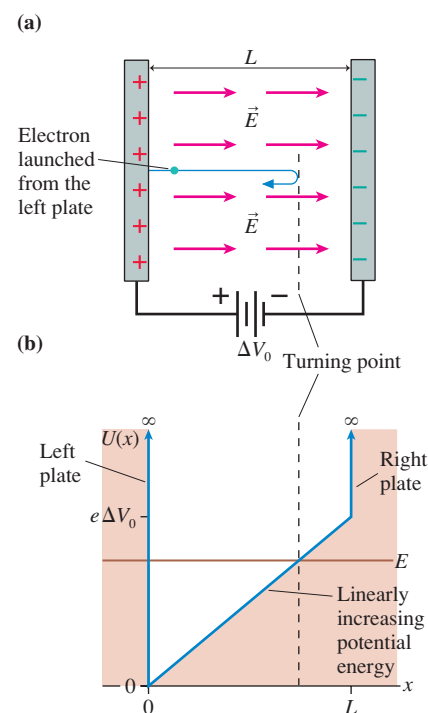 (a)
L
+ −
+ −
+ −
+ −
+ −
+ −
+ −
E⃗
Electron
launched
from the
left plate
E⃗
+ −
ΔV₀
(b)
Turning point
∞ ∞
U(x)
Left
plate
Right
plate
e ΔV₀
E
Linearly
increasing
potential
energy
0
x
0 L